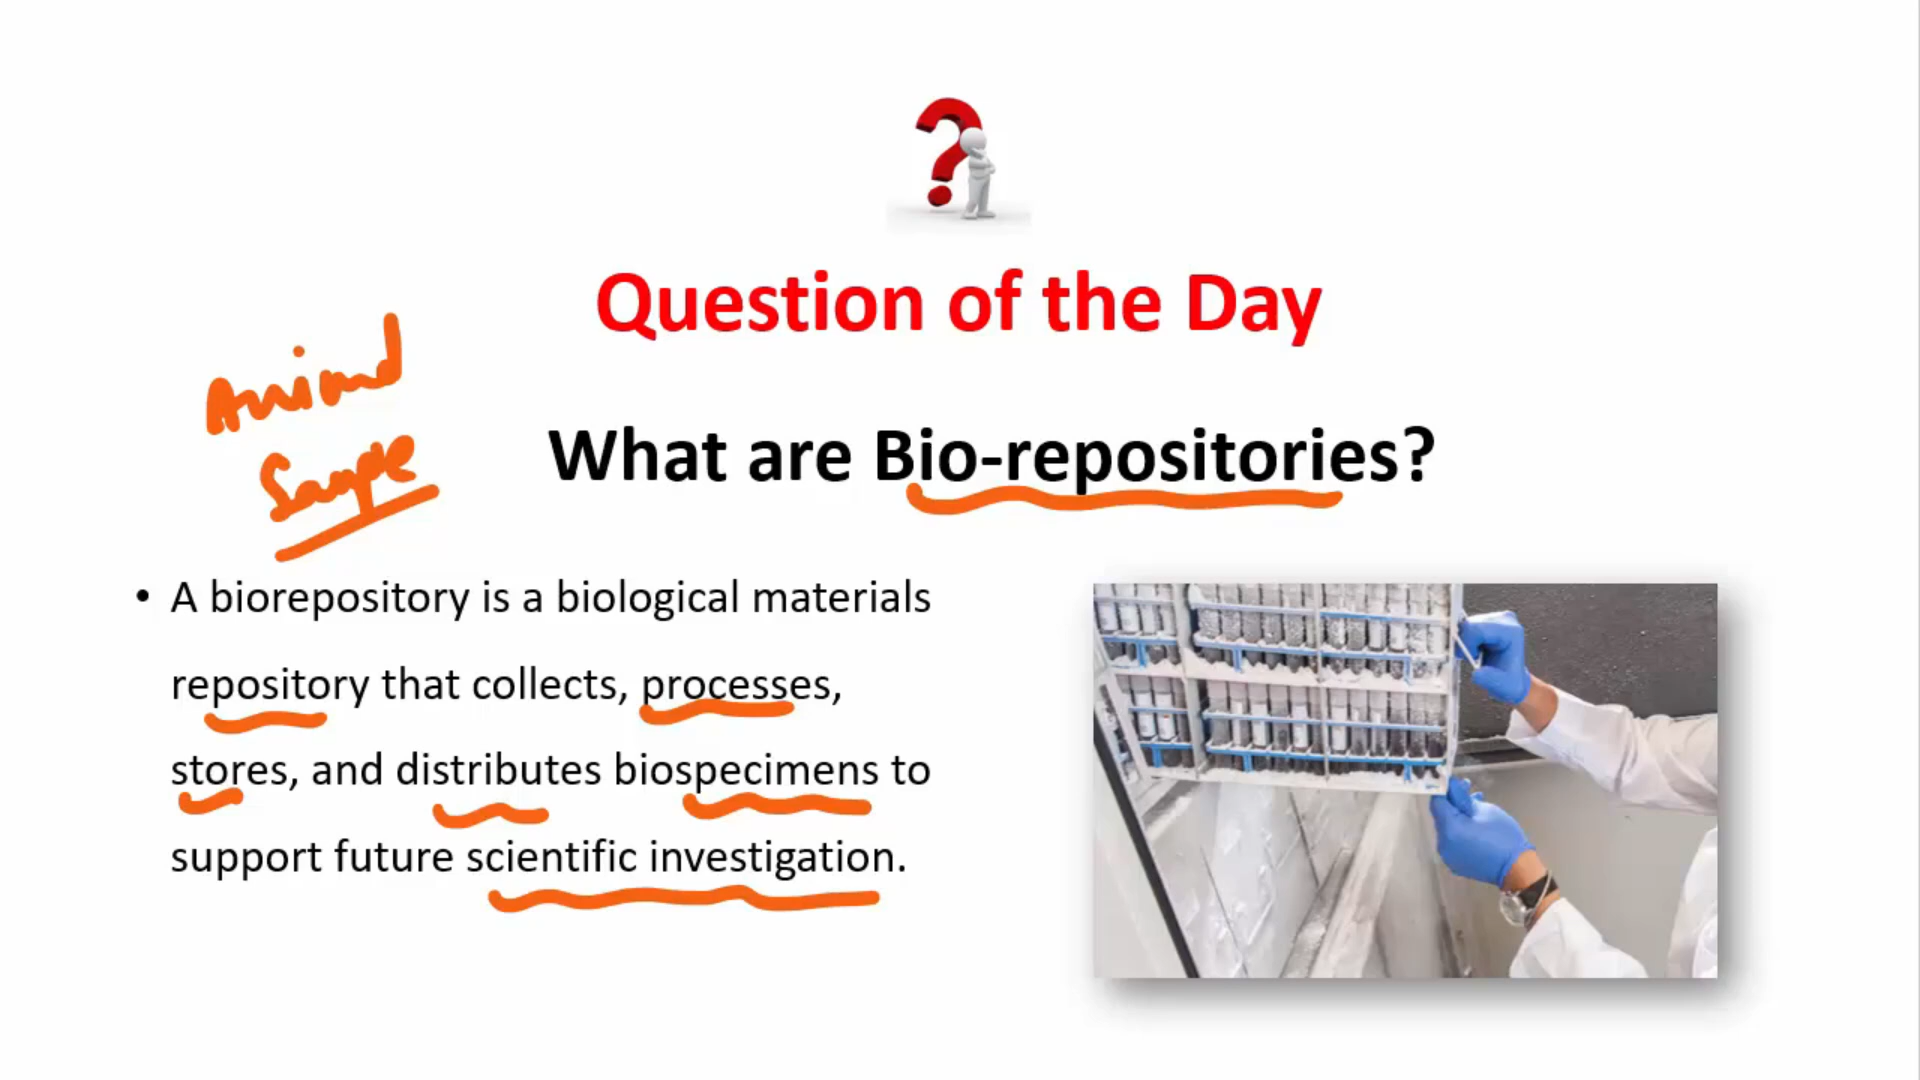 Question of the Day
Animal
What are Bio-repositories?
• A biorepository is a biological materials
repository that collects, processes,
stores, and distributes biospecimens to
support future scientific investigation.